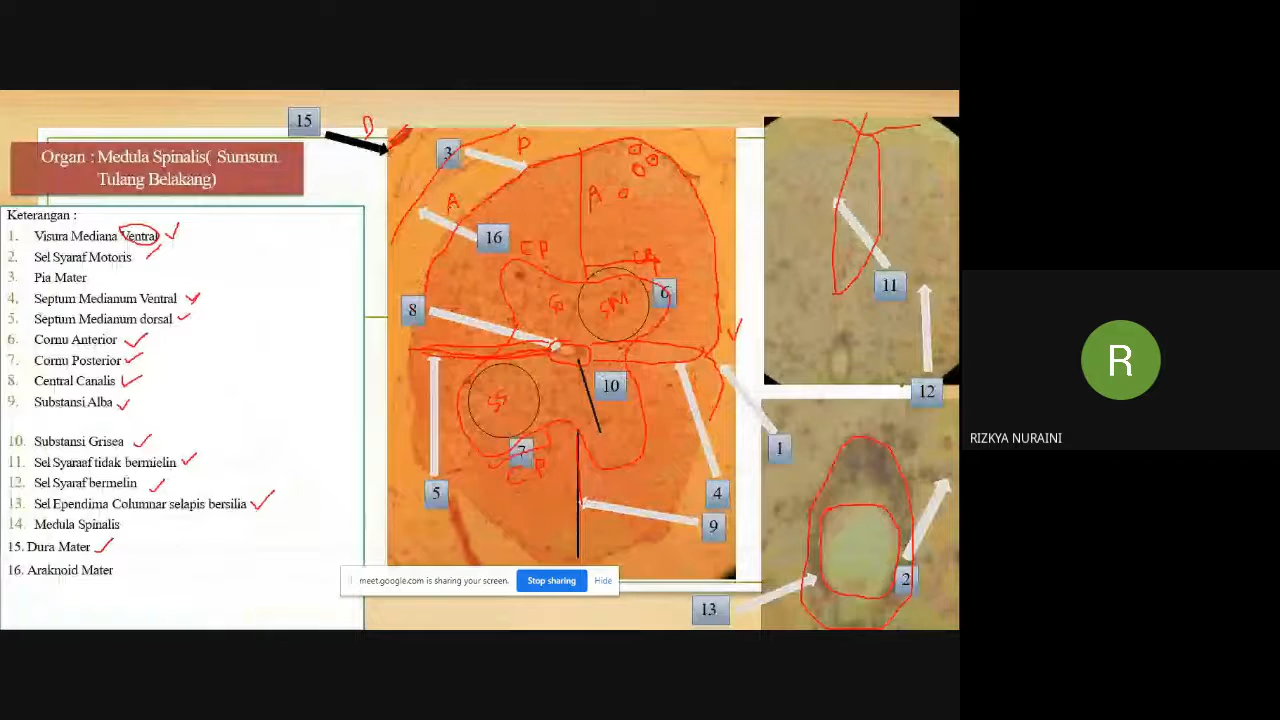 Organ : Medula Spinalis( Sumsum
Tulang Belakang)
Keterangan :
1. Visura Mediana Ventral
2. Sel Syaraf Motoris
3. Pia Mater
4. Septum Medianum Ventral
5. Septum Medianum dorsal
6. Cornu Anterior
7. Cornu Posterior
8. Central Canalis
9. Substansi Alba
10. Substansi Grisea
11. Sel Syaraaf tidak bermielin
12. Sel Syaraf bermelin
13. Sel Ependima Columnar selapis bersilia
14. Medula Spinalis
15. Dura Mater
16. Araknoid Mater
15
D
3
P
A
16
A
8
6
SM
G
10
7
5
4
9
1
11
12
2
13
meet.google.com is sharing your screen.
Stop sharing
Hide
R
RIZKYA NURAINI